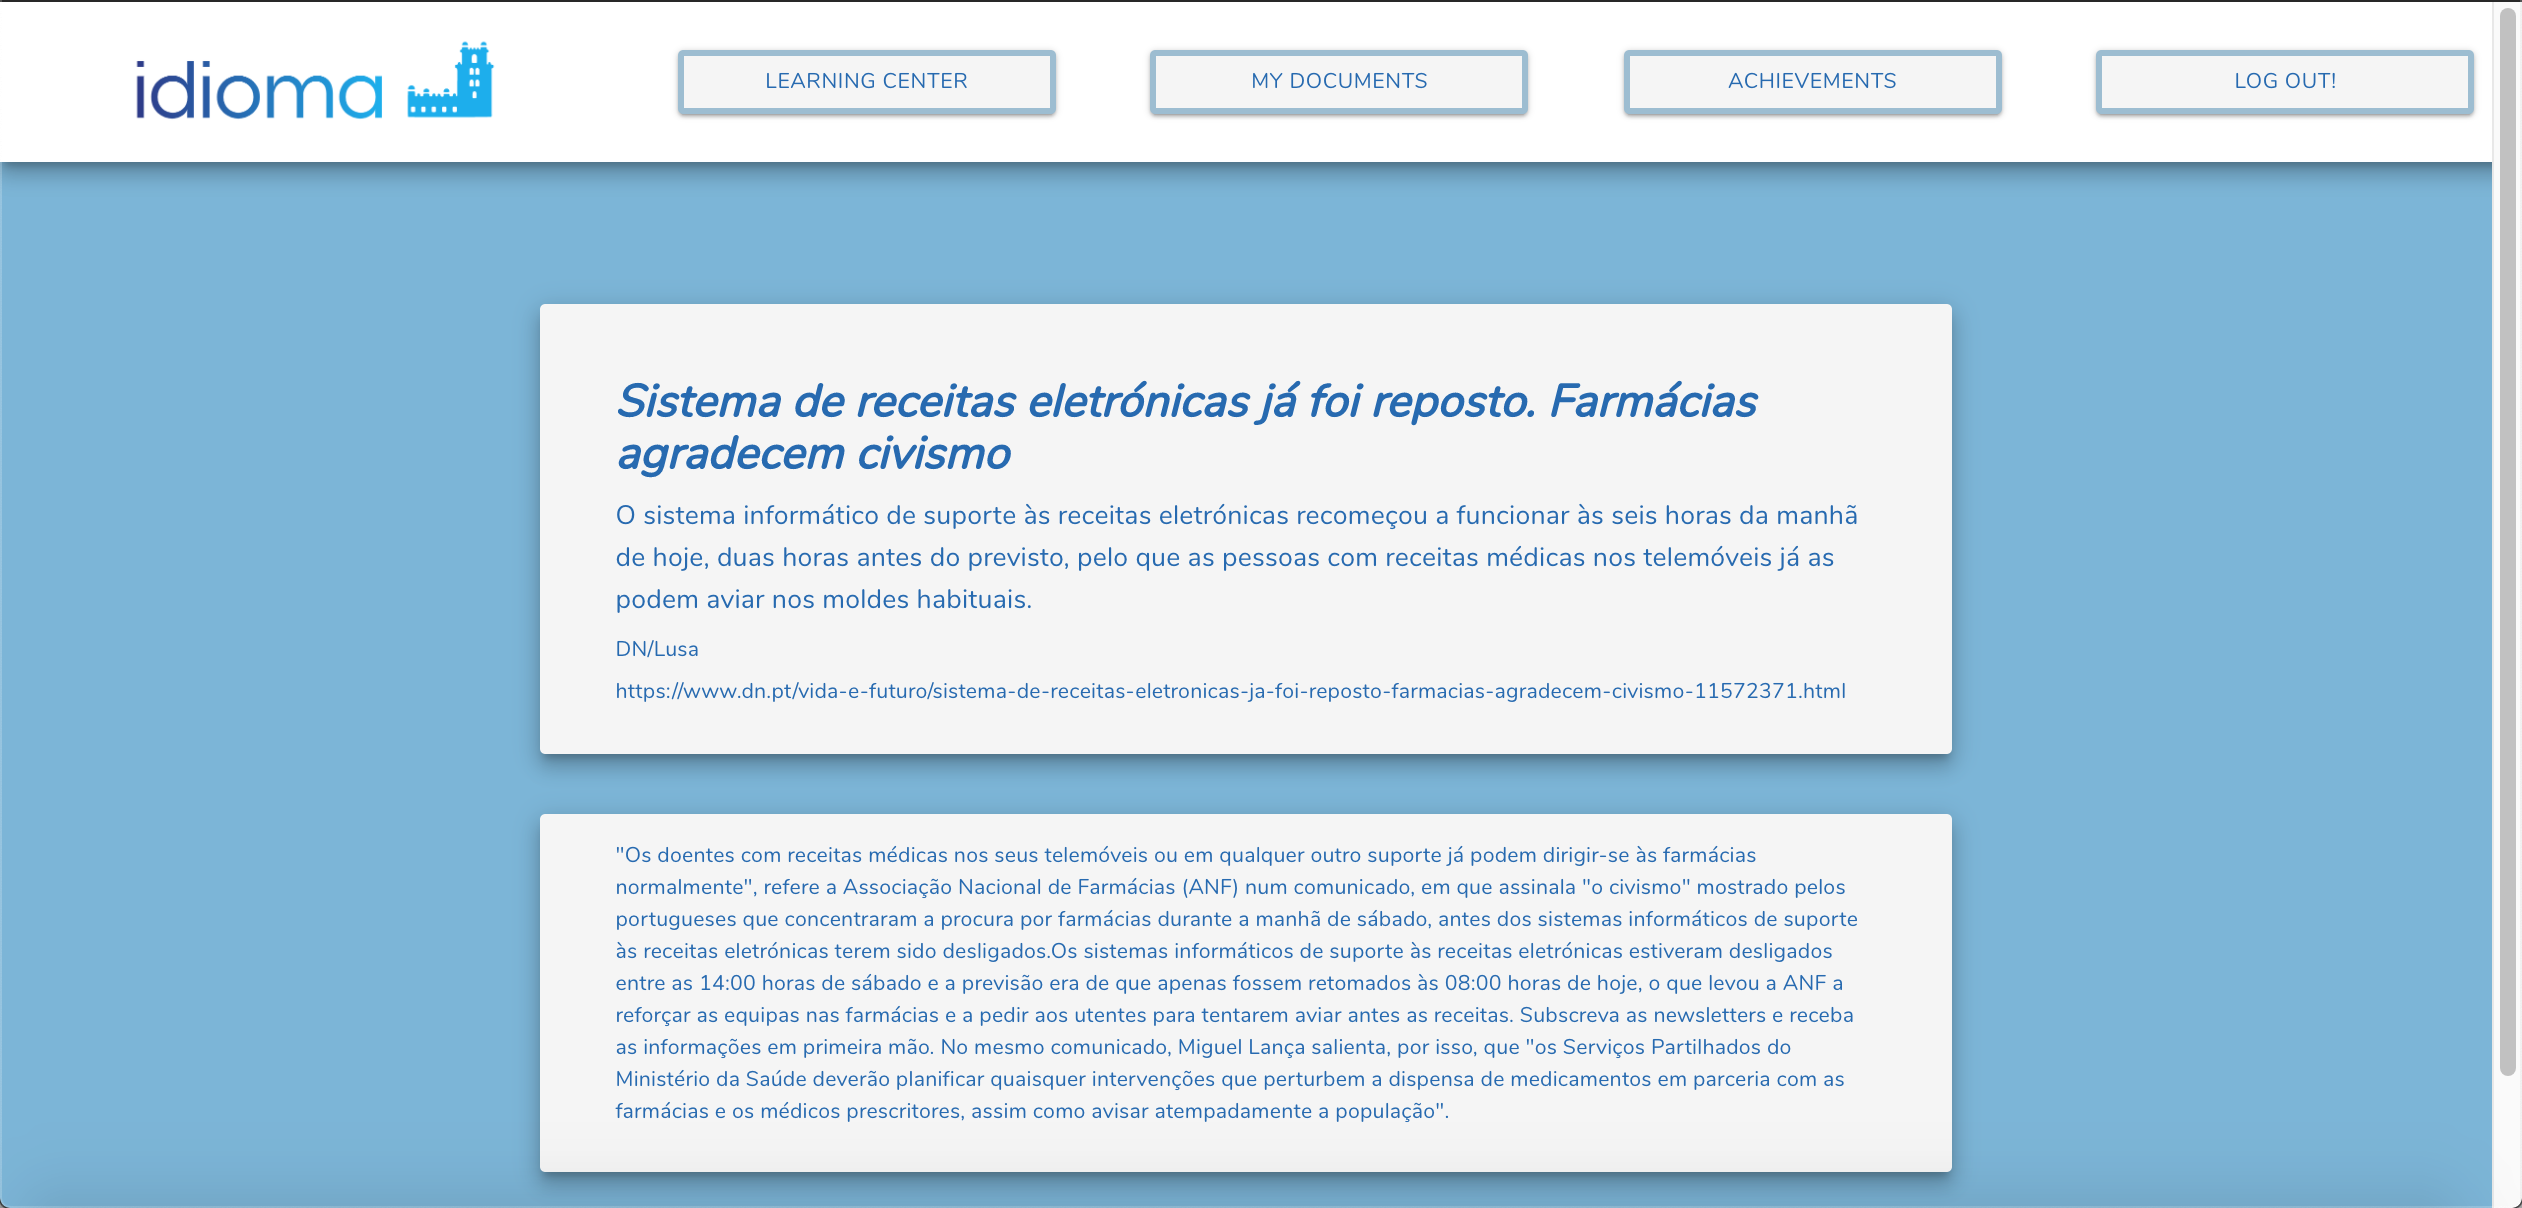 idioma
LEARNING CENTER
MY DOCUMENTS
ACHIEVEMENTS
LOG OUT!
Sistema de receitas eletrónicas já foi reposto. Farmácias
agradecem civismo
O sistema informático de suporte às receitas eletrónicas recomeçou a funcionar às seis horas da manhã
de hoje, duas horas antes do previsto, pelo que as pessoas com receitas médicas nos telemóveis já as
podem aviar nos moldes habituais.
DN/Lusa
https://www.dn.pt/vida-e-futuro/sistema-de-receitas-eletronicas-ja-foi-reposto-farmacias-agradecem-civismo-11572371.html
"Os doentes com receitas médicas nos seus telemóveis ou em qualquer outro suporte já podem dirigir-se às farmácias
normalmente", refere a Associação Nacional de Farmácias (ANF) num comunicado, em que assinala "o civismo" mostrado pelos
portugueses que concentraram a procura por farmácias durante a manhã de sábado, antes dos sistemas informáticos de suporte
às receitas eletrónicas terem sido desligados.Os sistemas informáticos de suporte às receitas eletrónicas estiveram desligados
entre as 14:00 horas de sábado e a previsão era de que apenas fossem retomados às 08:00 horas de hoje, o que levou a ANF a
reforçar as equipas nas farmácias e a pedir aos utentes para tentarem aviar antes as receitas. Subscreva as newsletters e receba
as informações em primeira mão. No mesmo comunicado, Miguel Lança salienta, por isso, que "os Serviços Partilhados do
Ministério da Saúde deverão planificar quaisquer intervenções que perturbem a dispensa de medicamentos em parceria com as
farmácias e os médicos prescritores, assim como avisar atempadamente a população".